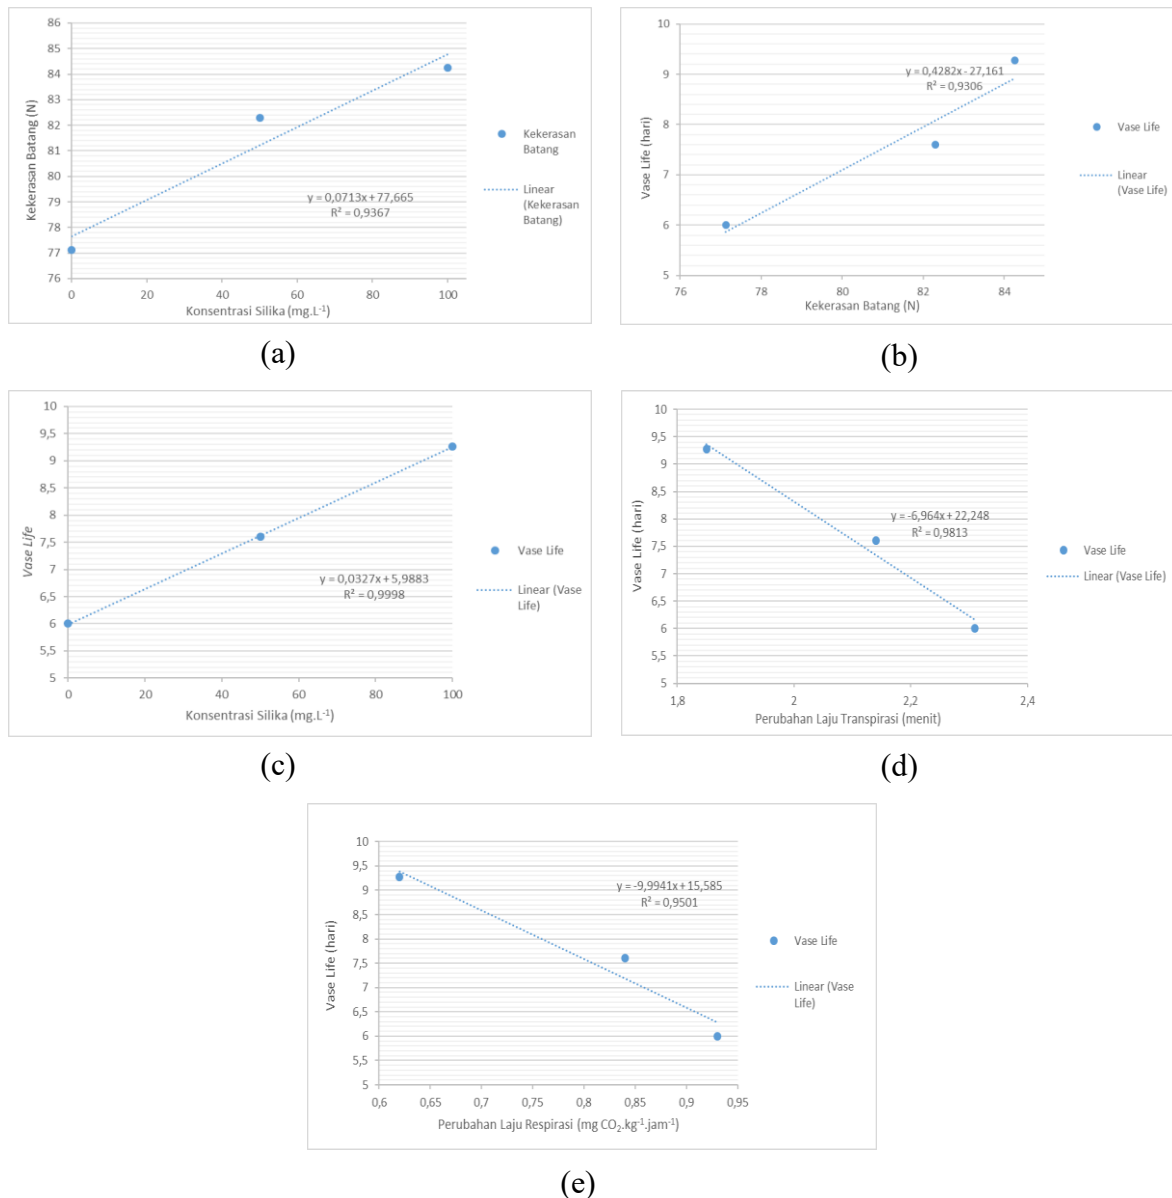 86
85
84
83
82
81
80
79
78
77
76
0
20
40
60
80
100
Kekerasan Batang (N)
Konsentrasi Silika (mg.L⁻¹)
y = 0,0713x + 77,665
R² = 0,9367
Kekerasan
Batang
Linear
(Kekerasan
Batang)
(a)
10
9
8
7
6
5
76
78
80
82
84
Vase Life (hari)
Kekerasan Batang (N)
y = 0,4282x - 27,161
R² = 0,9306
Vase Life
Linear
(Vase Life)
(b)
10
9,5
9
8,5
8
7,5
7
6,5
6
5,5
5
0
20
40
60
80
100
Vase Life
Konsentrasi Silika (mg.L⁻¹)
y = 0,0327x + 5,9883
R² = 0,9998
Vase Life
Linear (Vase
Life)
(c)
10
9,5
9
8,5
8
7,5
7
6,5
6
5,5
5
1,8
2
2,2
2,4
Vase Life (hari)
Perubahan Laju Transpirasi (menit)
y = -6,964x + 22,248
R² = 0,9813
Vase Life
Linear (Vase Life)
(d)
10
9,5
9
8,5
8
7,5
7
6,5
6
5,5
5
0,6
0,65
0,7
0,75
0,8
0,85
0,9
0,95
Vase Life (hari)
Perubahan Laju Respirasi (mg CO₂.kg⁻¹.jam⁻¹)
y = -9,9941x + 15,585
R² = 0,9501
Vase Life
Linear (Vase
Life)
(e)